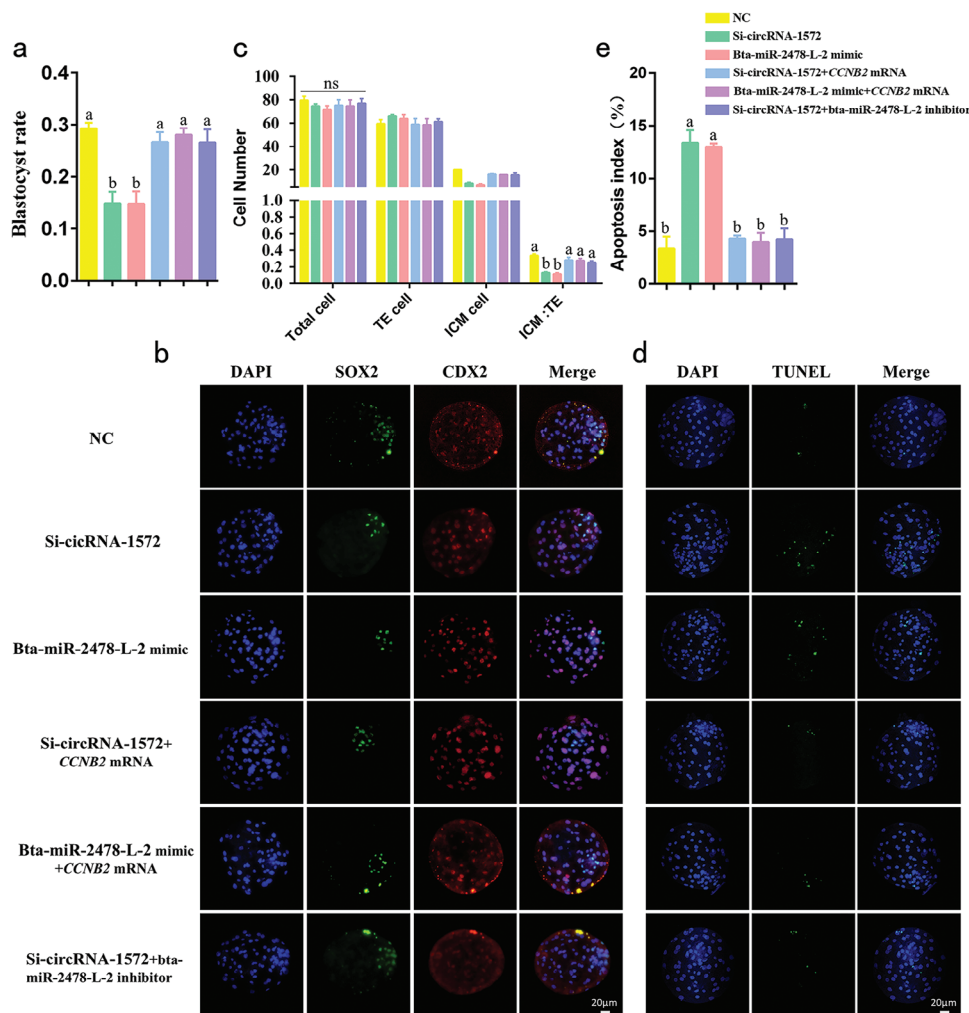 a
Blastocyst rate
0.4
0.3
0.2
0.1
0.0
a
b
b
a
a
a
c
Cell Number
100
80
60
40
20
1.0
0.8
0.6
0.4
0.2
0.0
ns
a
b b
a a a
Total cell
TE cell
ICM cell
ICM :TE
NC
Si-circRNA-1572
Bta-miR-2478-L-2 mimic
Si-circRNA-1572+CCNB2 mRNA
Bta-miR-2478-L-2 mimic+CCNB2 mRNA
Si-circRNA-1572+bta-miR-2478-L-2 inhibitor
e
Apoptosis index (%)
20
15
10
5
0
b
a
a
b
b
b
b
DAPI SOX2 CDX2 Merge
NC
Si-cicRNA-1572
Bta-miR-2478-L-2 mimic
Si-circRNA-1572+
CCNB2 mRNA
Bta-miR-2478-L-2 mimic
+CCNB2 mRNA
Si-circRNA-1572+bta-
miR-2478-L-2 inhibitor
20μm
d
DAPI TUNEL Merge
20μm